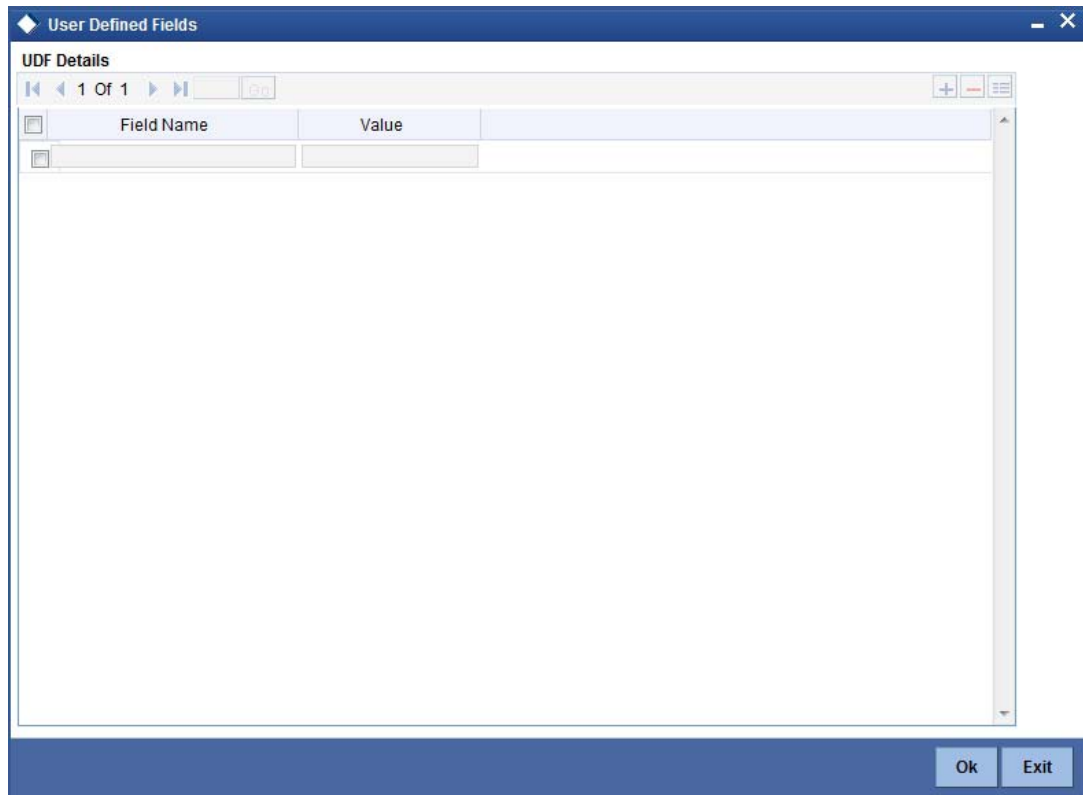 User Defined Fields
UDF Details
1 Of 1 Go
Field Name Value
Ok Exit